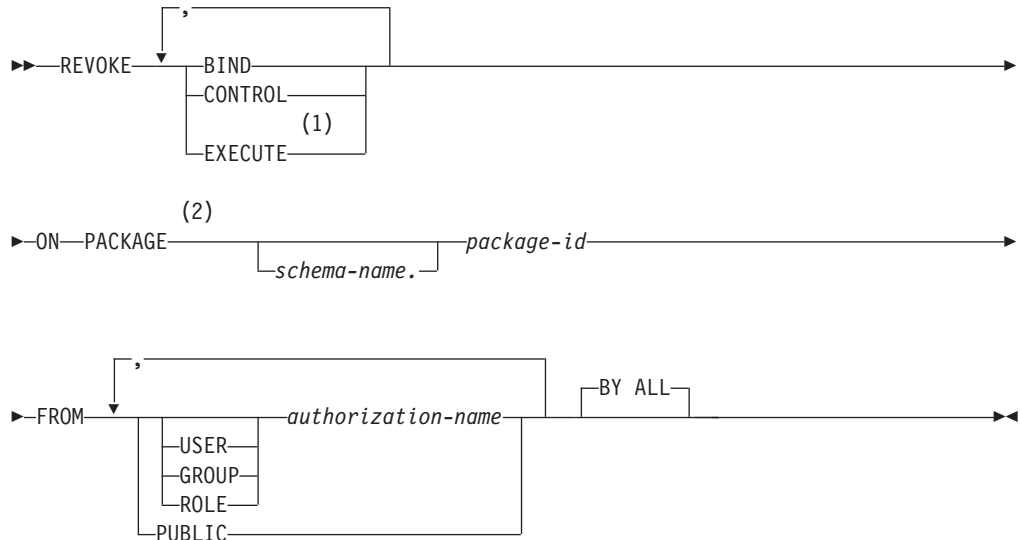 ,
REVOKE BIND
CONTROL
(1)
EXECUTE
(2)
ON PACKAGE package-id
schema-name.
,
BY ALL
FROM authorization-name
USER
GROUP
ROLE
PUBLIC